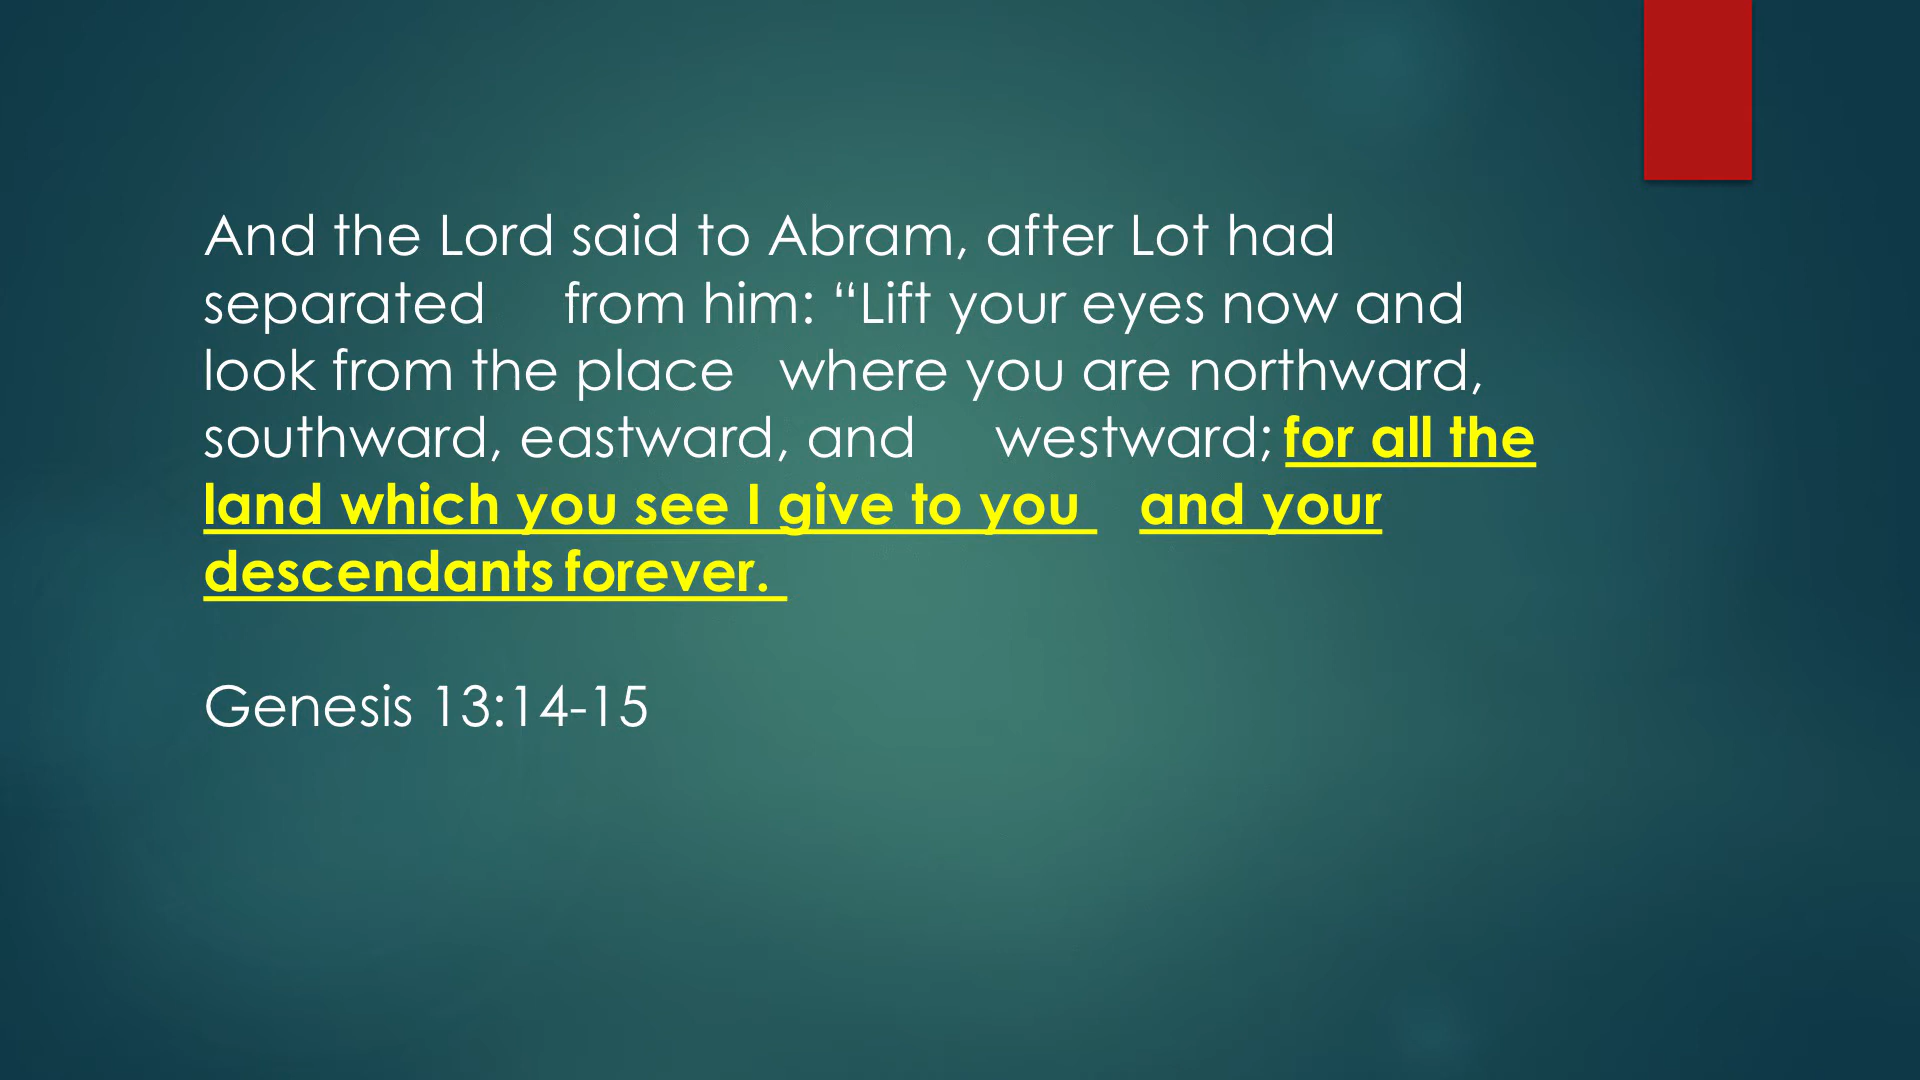 And the Lord said to Abram, after Lot had
separated from him: “Lift your eyes now and
look from the place where you are northward,
southward, eastward, and westward; for all the
land which you see I give to you and your
descendants forever.
Genesis 13:14-15